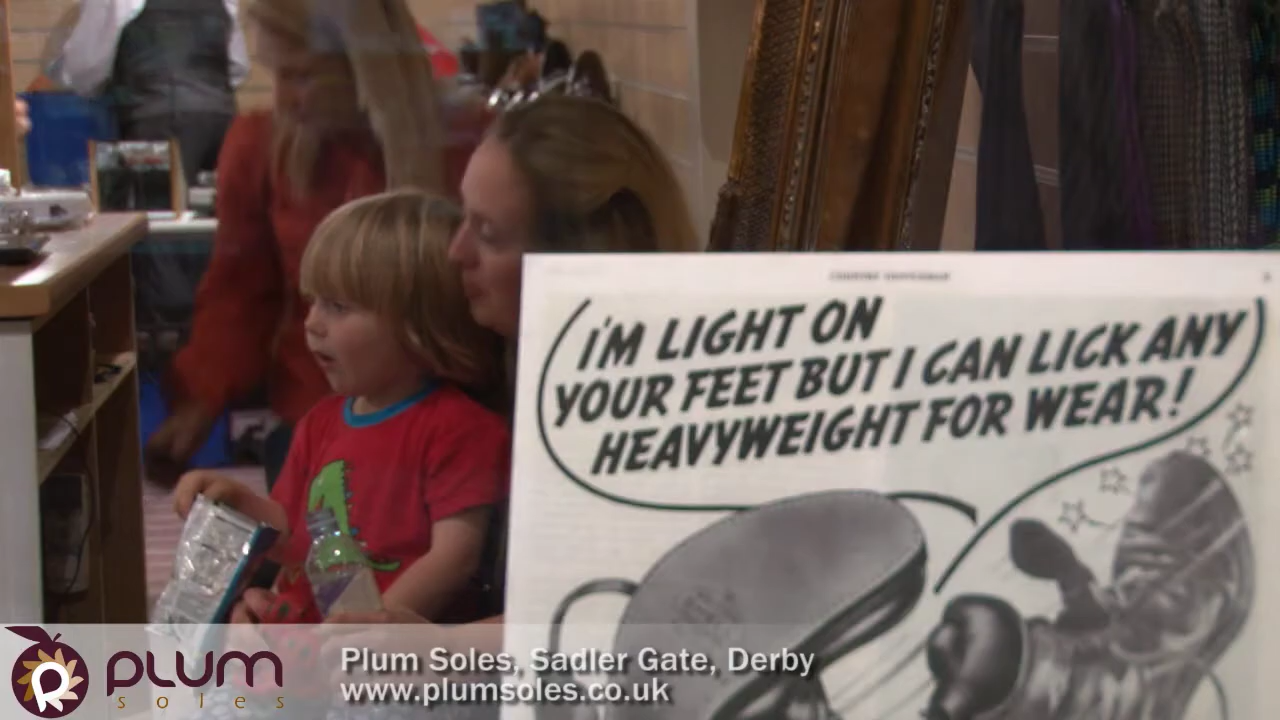 I'M LIGHT ON
YOUR FEET BUT I CAN LICK ANY
HEAVYWEIGHT FOR WEAR!
PLUM
soles
Plum Soles, Sadler Gate, Derby
www.plumsoles.co.uk